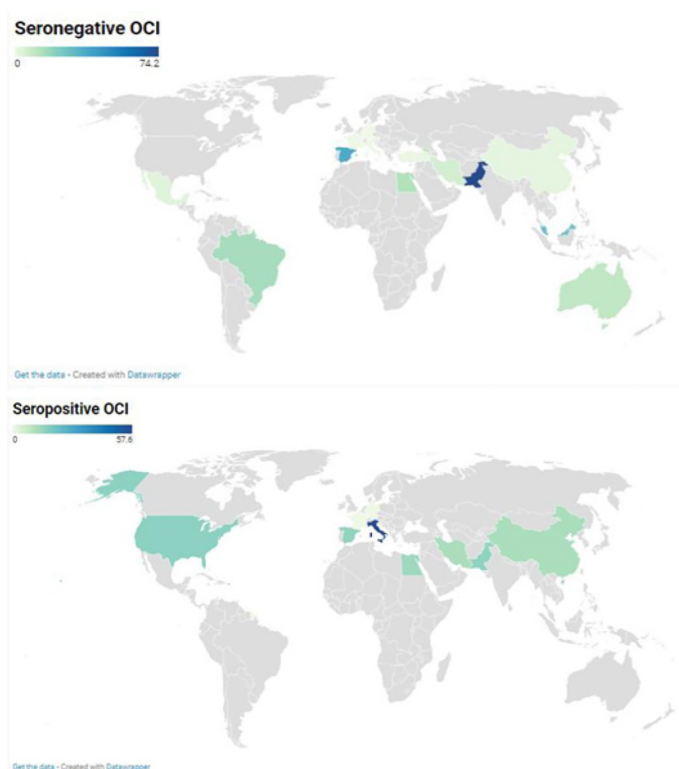 Seronegative OCI
0 74.2
Get the data • Created with Datawrapper
Seropositive OCI
0 57.6
Get the data • Created with Datawrapper